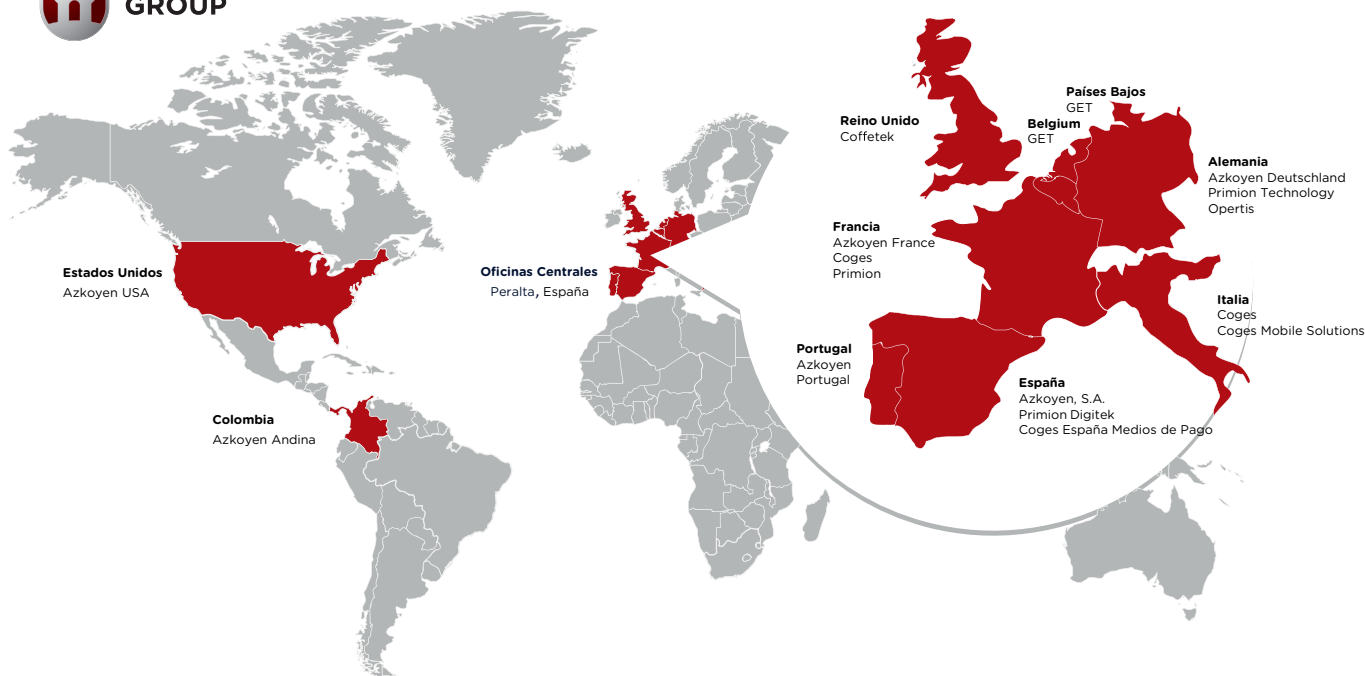 GROUP
Países Bajos
GET
Reino Unido
Coffetek
Belgium
GET
Alemania
Azkoyen Deutschland
Primion Technology
Opertis
Francia
Azkoyen France
Coges
Primion
Estados Unidos
Azkoyen USA
Oficinas Centrales
Peralta, España
Italia
Coges
Coges Mobile Solutions
Portugal
Azkoyen
Portugal
España
Azkoyen, S.A.
Primion Digitek
Coges España Medios de Pago
Colombia
Azkoyen Andina